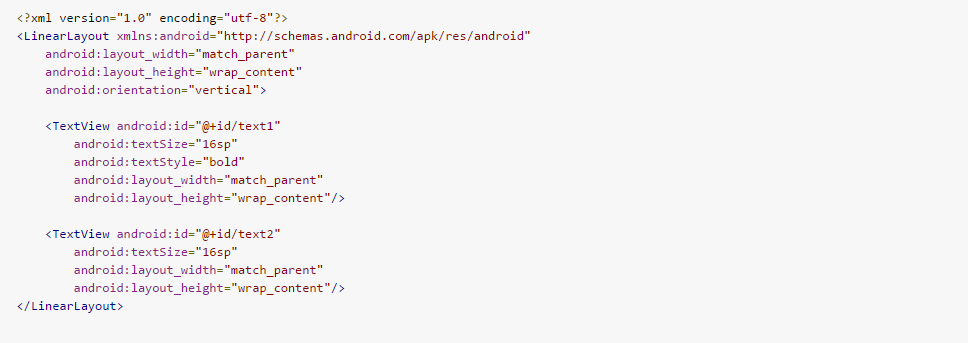 <?xml version="1.0" encoding="utf-8"?>
<LinearLayout xmlns:android="http://schemas.android.com/apk/res/android"
    android:layout_width="match_parent"
    android:layout_height="wrap_content"
    android:orientation="vertical">

    <TextView android:id="@+id/text1"
        android:textSize="16sp"
        android:textStyle="bold"
        android:layout_width="match_parent"
        android:layout_height="wrap_content"/>

    <TextView android:id="@+id/text2"
        android:textSize="16sp"
        android:layout_width="match_parent"
        android:layout_height="wrap_content"/>
</LinearLayout>